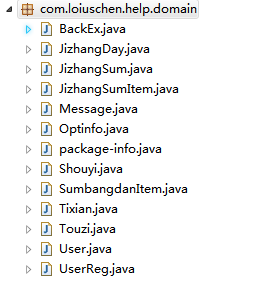 com.loiuschen.help.domain
BackEx.java
JizhangDay.java
JizhangSum.java
JizhangSumItem.java
Message.java
Optinfo.java
package-info.java
Shouyi.java
SumbangdanItem.java
Tixian.java
Touzi.java
User.java
UserReg.java